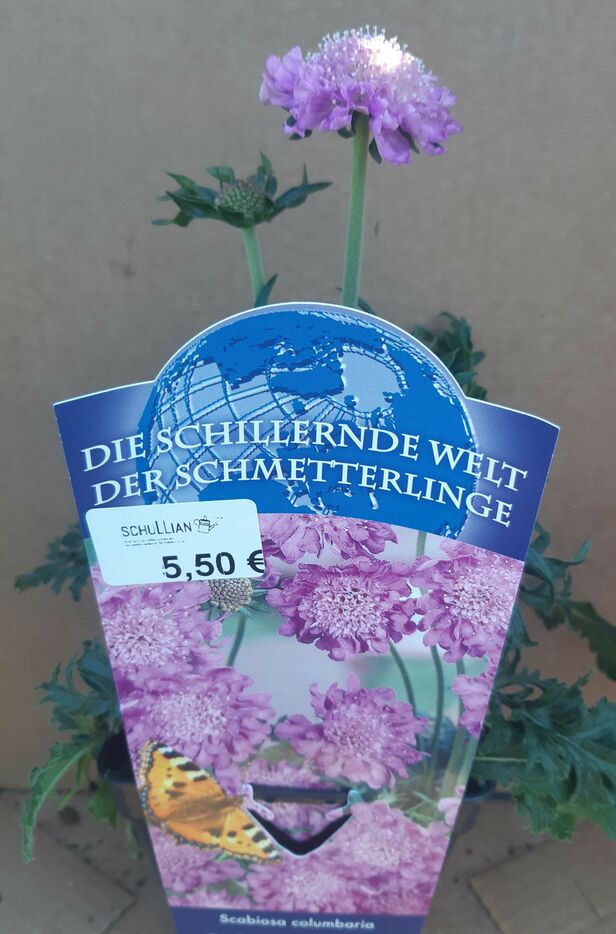 DIE SCHILLERNDE WELT
DER SCHMETTERLINGE
SCHULLIAN
5,50 €
Scabiosa columbaria